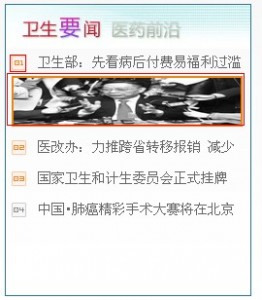 卫生要闻 医药前沿
01 卫生部：先看病后付费易福利过滥
02 医改办：力推跨省转移报销 减少
03 国家卫生和计生委员会正式挂牌
04 中国·肺癌精彩手术大赛将在北京